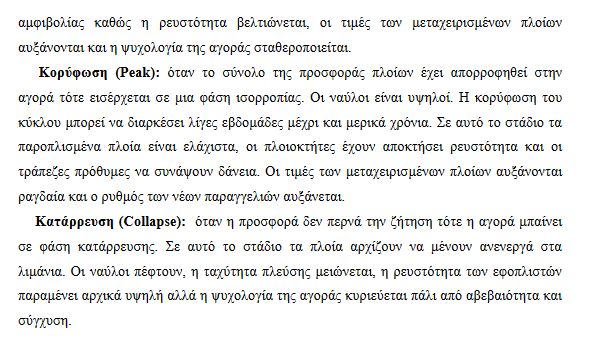 αμφιβολίας καθώς η ρευστότητα βελτιώνεται, οι τιμές των μεταχειρισμένων πλοίων
αυξάνονται και η ψυχολογία της αγοράς σταθεροποιείται.
Κορύφωση (Peak): όταν το σύνολο της προσφοράς πλοίων έχει απορροφηθεί στην
αγορά τότε εισέρχεται σε μια φάση ισορροπίας. Οι ναύλοι είναι υψηλοί. Η κορύφωση του
κύκλου μπορεί να διαρκέσει λίγες εβδομάδες μέχρι και μερικά χρόνια. Σε αυτό το στάδιο τα
παροπλισμένα πλοία είναι ελάχιστα, οι πλοιοκτήτες έχουν αποκτήσει ρευστότητα και οι
τράπεζες πρόθυμες να συνάψουν δάνεια. Οι τιμές των μεταχειρισμένων πλοίων αυξάνονται
ραγδαία και ο ρυθμός των νέων παραγγελιών αυξάνεται.
Κατάρρευση (Collapse): όταν η προσφορά δεν περνά την ζήτηση τότε η αγορά μπαίνει
σε φάση κατάρρευσης. Σε αυτό το στάδιο τα πλοία αρχίζουν να μένουν ανενεργά στα
λιμάνια. Οι ναύλοι πέφτουν, η ταχύτητα πλεύσης μειώνεται, η ρευστότητα των εφοπλιστών
παραμένει αρχικά υψηλή αλλά η ψυχολογία της αγοράς κυριεύεται πάλι από αβεβαιότητα και
σύγχυση.